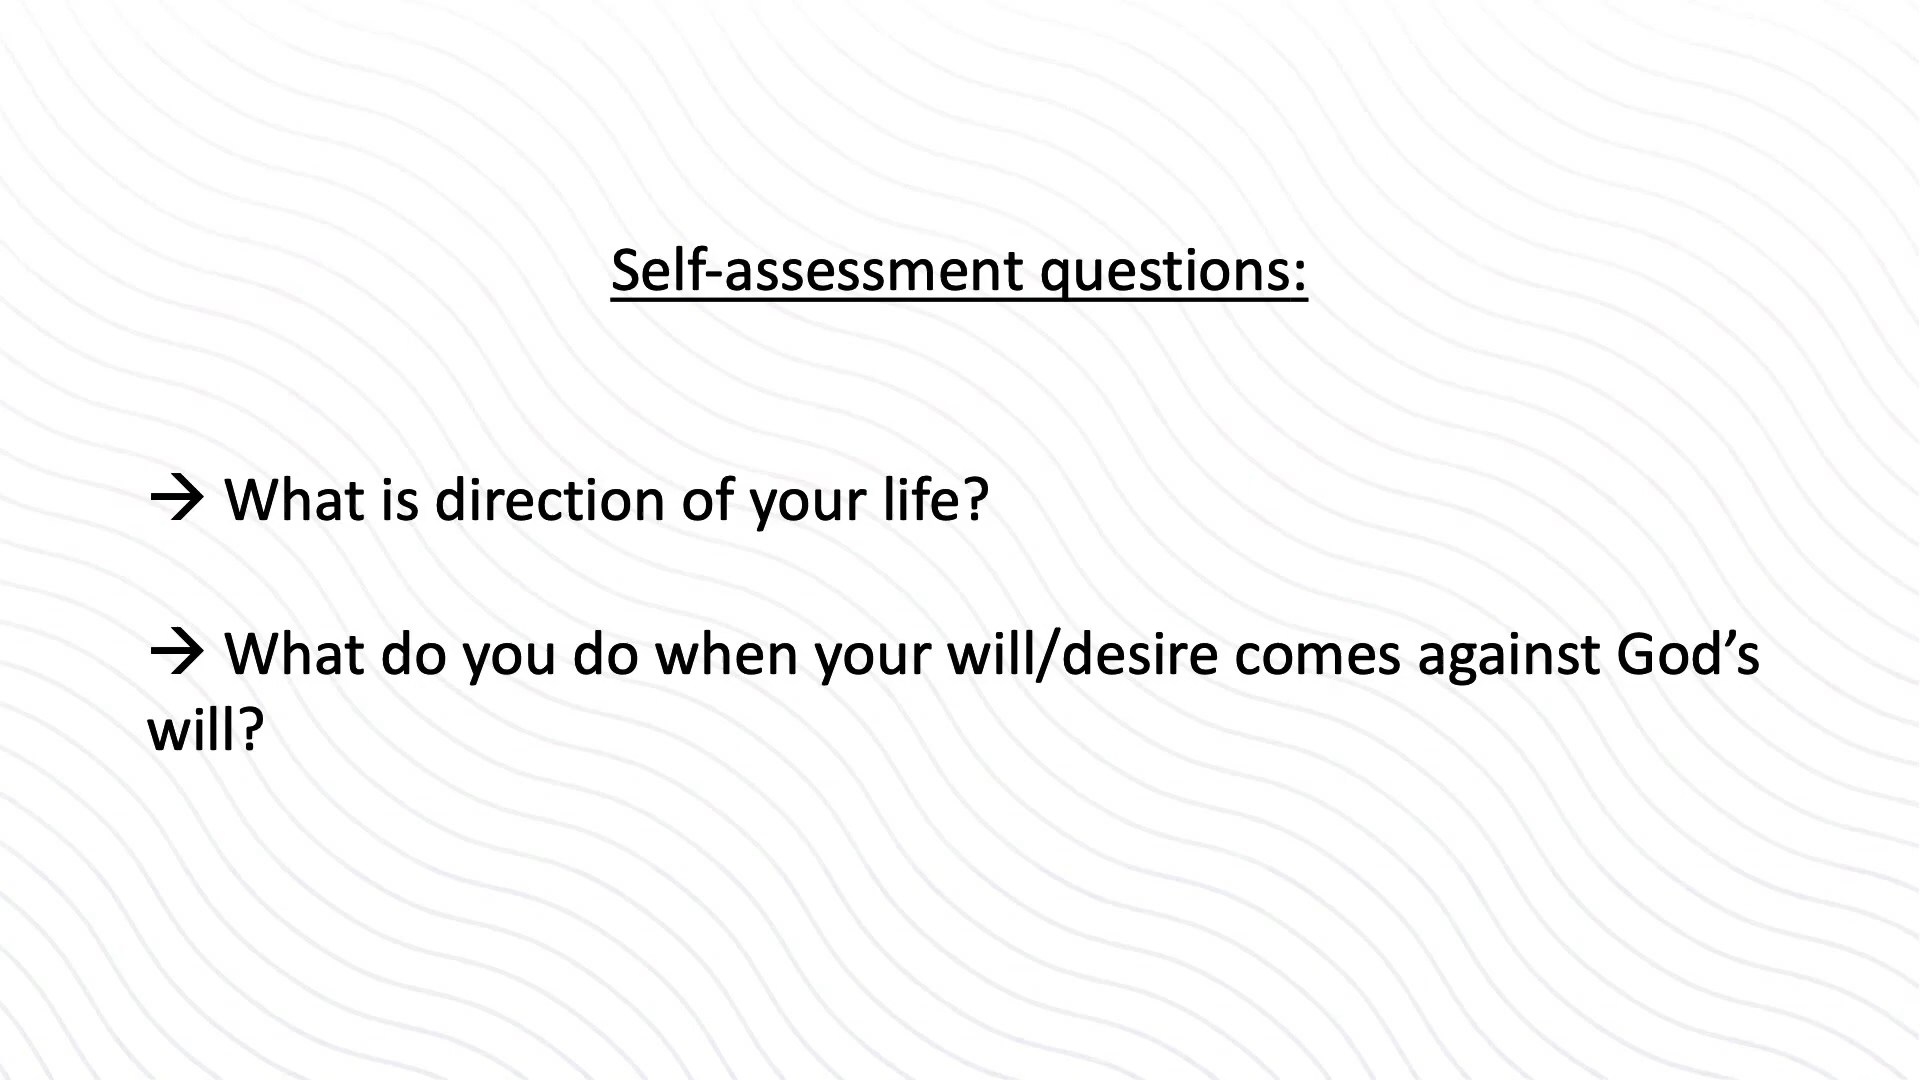 Self-assessment questions:
→ What is direction of your life?
→ What do you do when your will/desire comes against God’s
will?